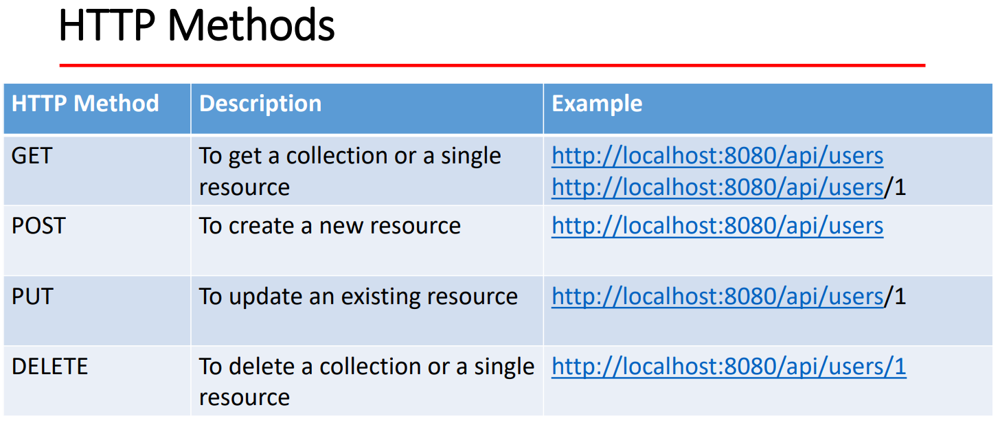 HTTP Methods
HTTP Method Description Example
GET To get a collection or a single http://localhost:8080/api/users
resource http://localhost:8080/api/users/1
POST To create a new resource http://localhost:8080/api/users
PUT To update an existing resource http://localhost:8080/api/users/1
DELETE To delete a collection or a single http://localhost:8080/api/users/1
resource